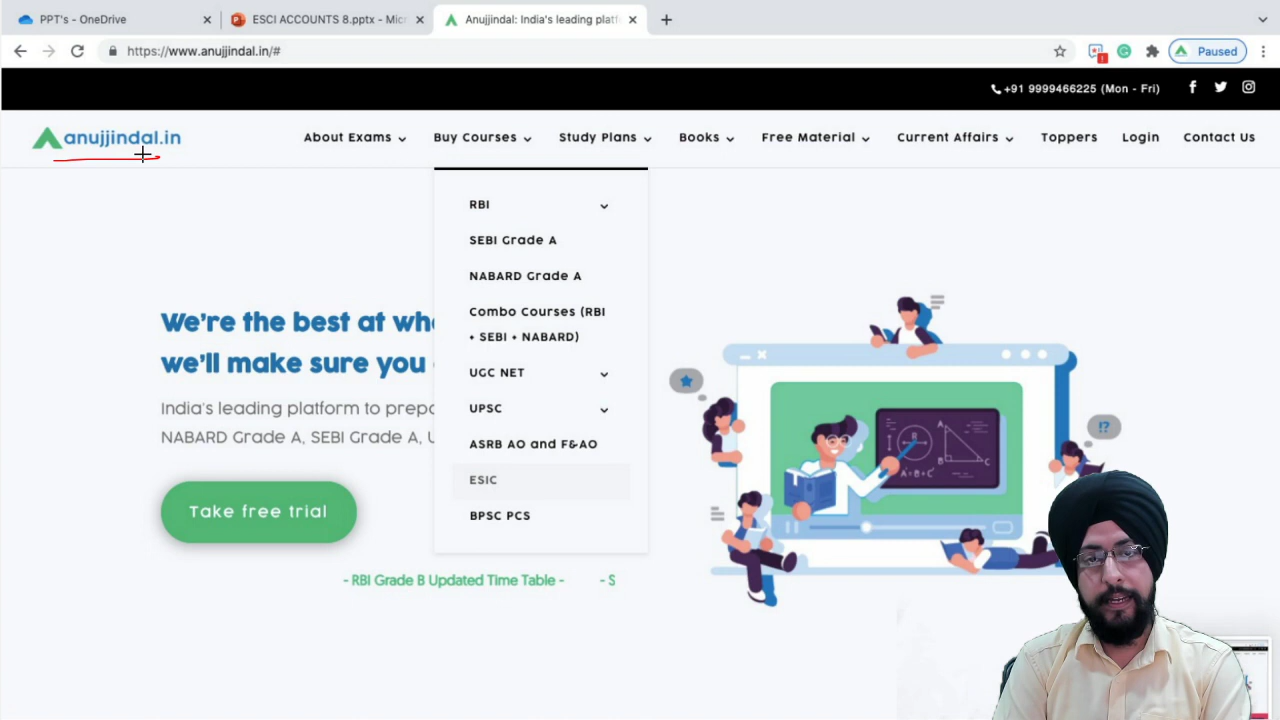 PPT's - OneDrive
ESCI ACCOUNTS 8.pptx - Mic
Anujjindal: India's leading platf
https://www.anujjindal.in/#
Paused
+91 9999466225 (Mon - Fri)
anujjindal.in
About Exams
Buy Courses
Study Plans
Books
Free Material
Current Affairs
Toppers
Login
Contact Us
RBI
SEBI Grade A
NABARD Grade A
Combo Courses (RBI
+ SEBI + NABARD)
UGC NET
UPSC
ASRB AO and F&AO
ESIC
BPSC PCS
We're the best at wh
we'll make sure you
India's leading platform to prep
NABARD Grade A, SEBI Grade A, U
Take free trial
- RBI Grade B Updated Time Table -
- S
!?
A
B
C
R
A²+B²+C²